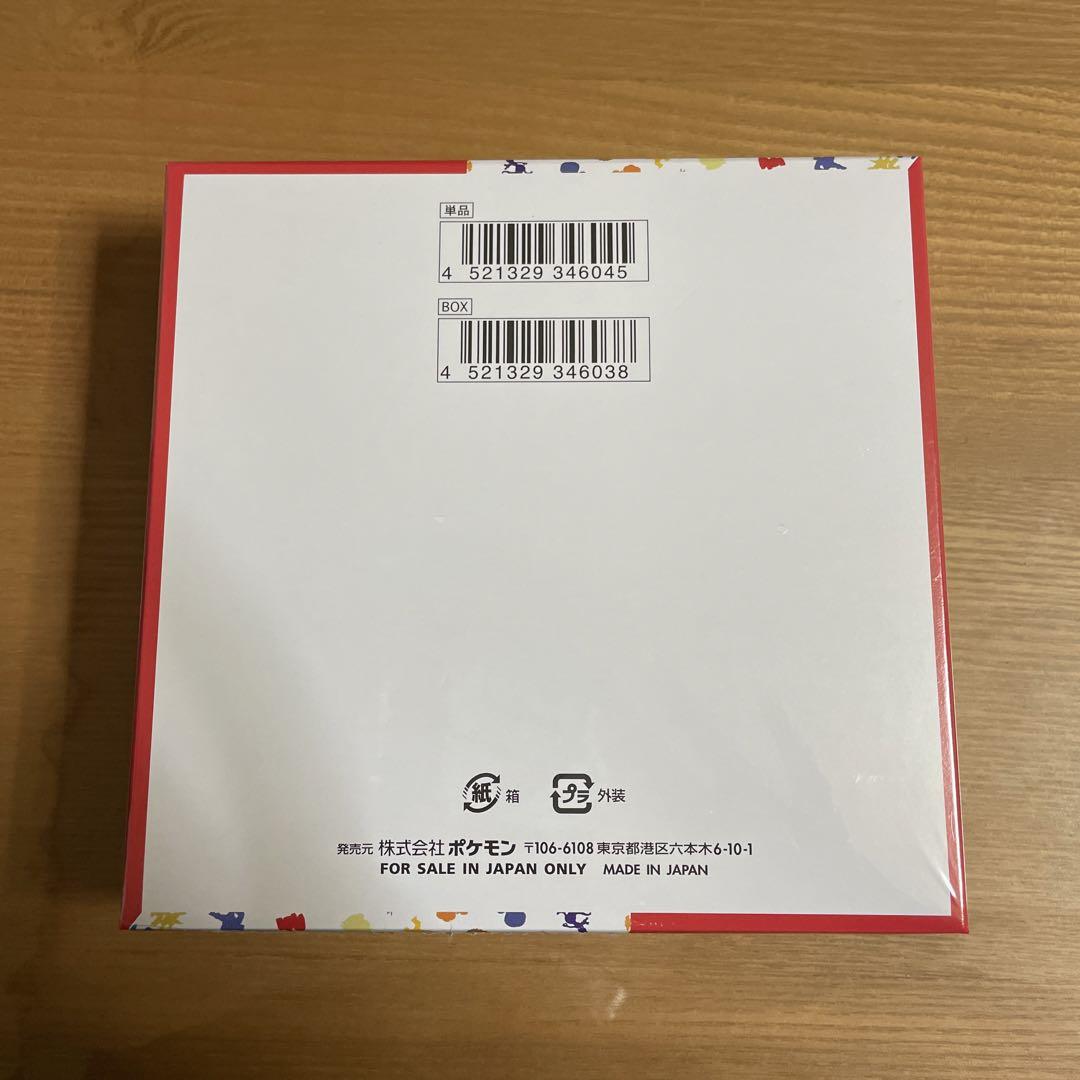 単品
4 521329 346045
BOX
4 521329 346038
紙 箱 プラ 外装
発売元 株式会社ポケモン 〒106-6108 東京都港区六本木6-10-1
FOR SALE IN JAPAN ONLY MADE IN JAPAN